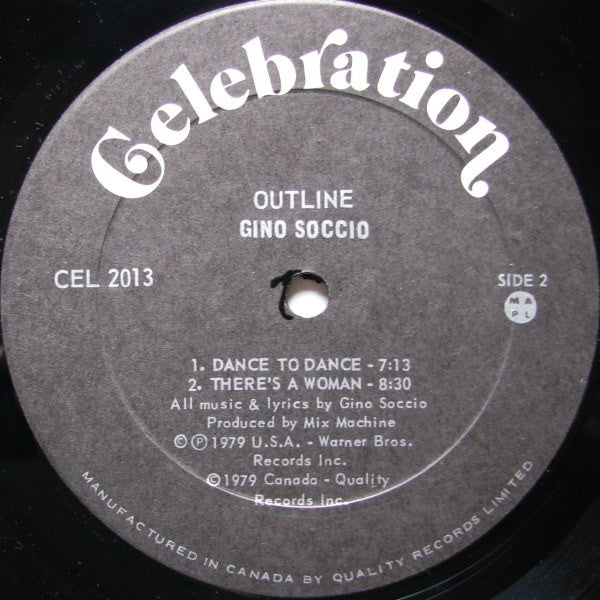 Celebration
OUTLINE
GINO SOCCIO
CEL 2013
SIDE 2
M A
P L
1. DANCE TO DANCE - 7:13
2. THERE'S A WOMAN - 8:30
All music & lyrics by Gino Soccio
Produced by Mix Machine
© ℗ 1979 U.S.A. - Warner Bros.
Records Inc.
© 1979 Canada - Quality
Records Inc.
MANUFACTURED IN CANADA BY QUALITY RECORDS LIMITED